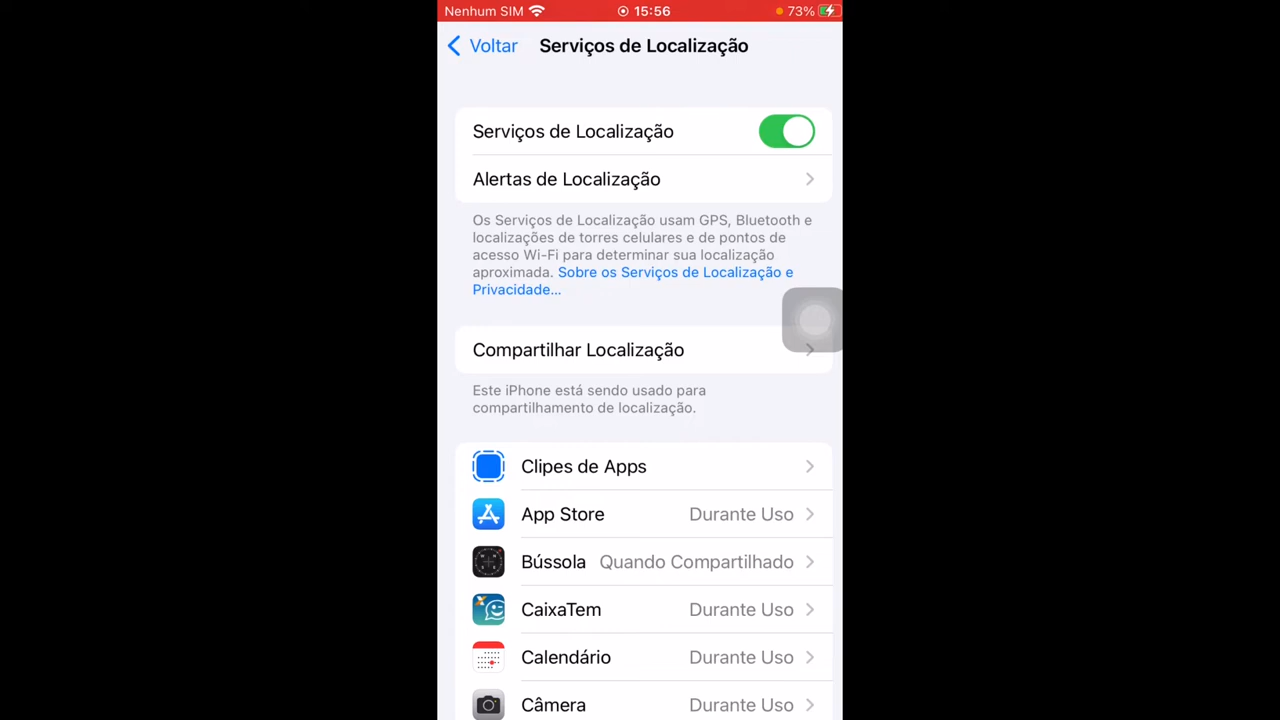 Nenhum SIM 15:56 73%
Voltar Serviços de Localização
Serviços de Localização
Alertas de Localização
Os Serviços de Localização usam GPS, Bluetooth e
localizações de torres celulares e de pontos de
acesso Wi-Fi para determinar sua localização
aproximada. Sobre os Serviços de Localização e
Privacidade...
Compartilhar Localização
Este iPhone está sendo usado para
compartilhamento de localização.
Clipes de Apps
App Store Durante Uso
Bússola Quando Compartilhado
CaixaTem Durante Uso
Calendário Durante Uso
Câmera Durante Uso